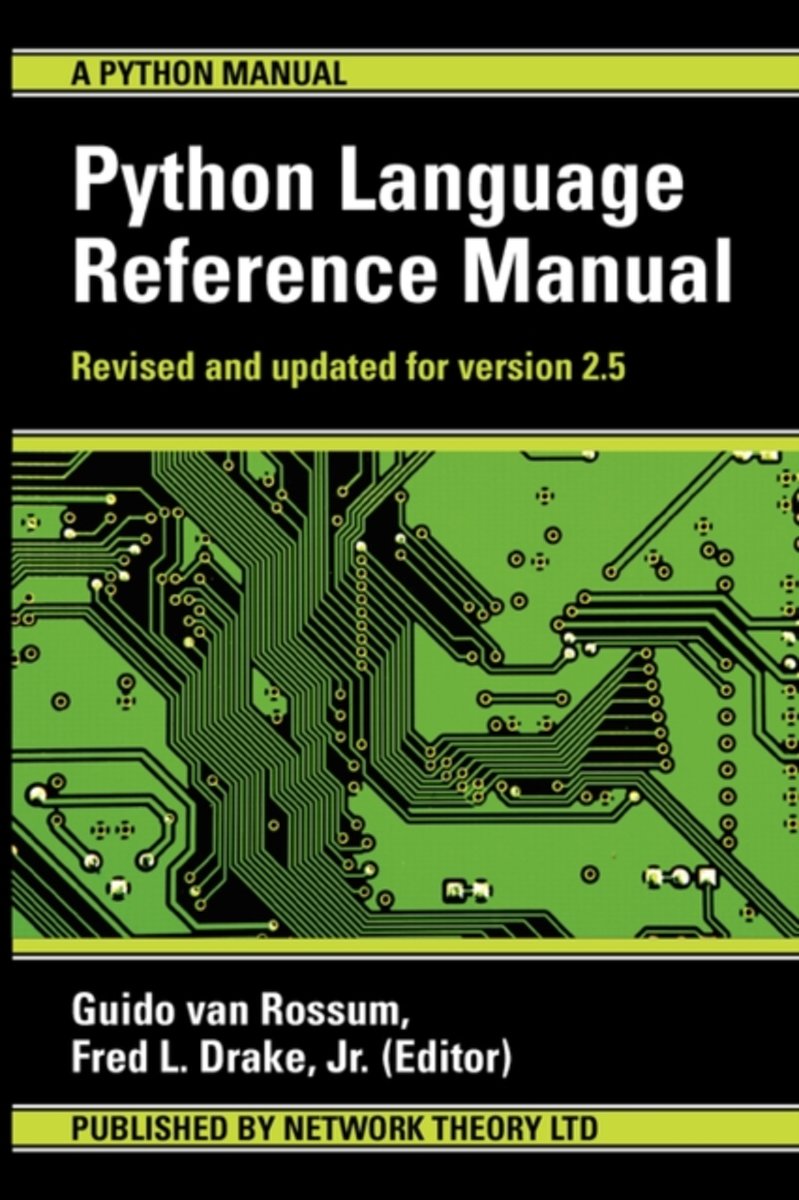 A PYTHON MANUAL
Python Language
Reference Manual
Revised and updated for version 2.5
Guido van Rossum,
Fred L. Drake, Jr. (Editor)
PUBLISHED BY NETWORK THEORY LTD